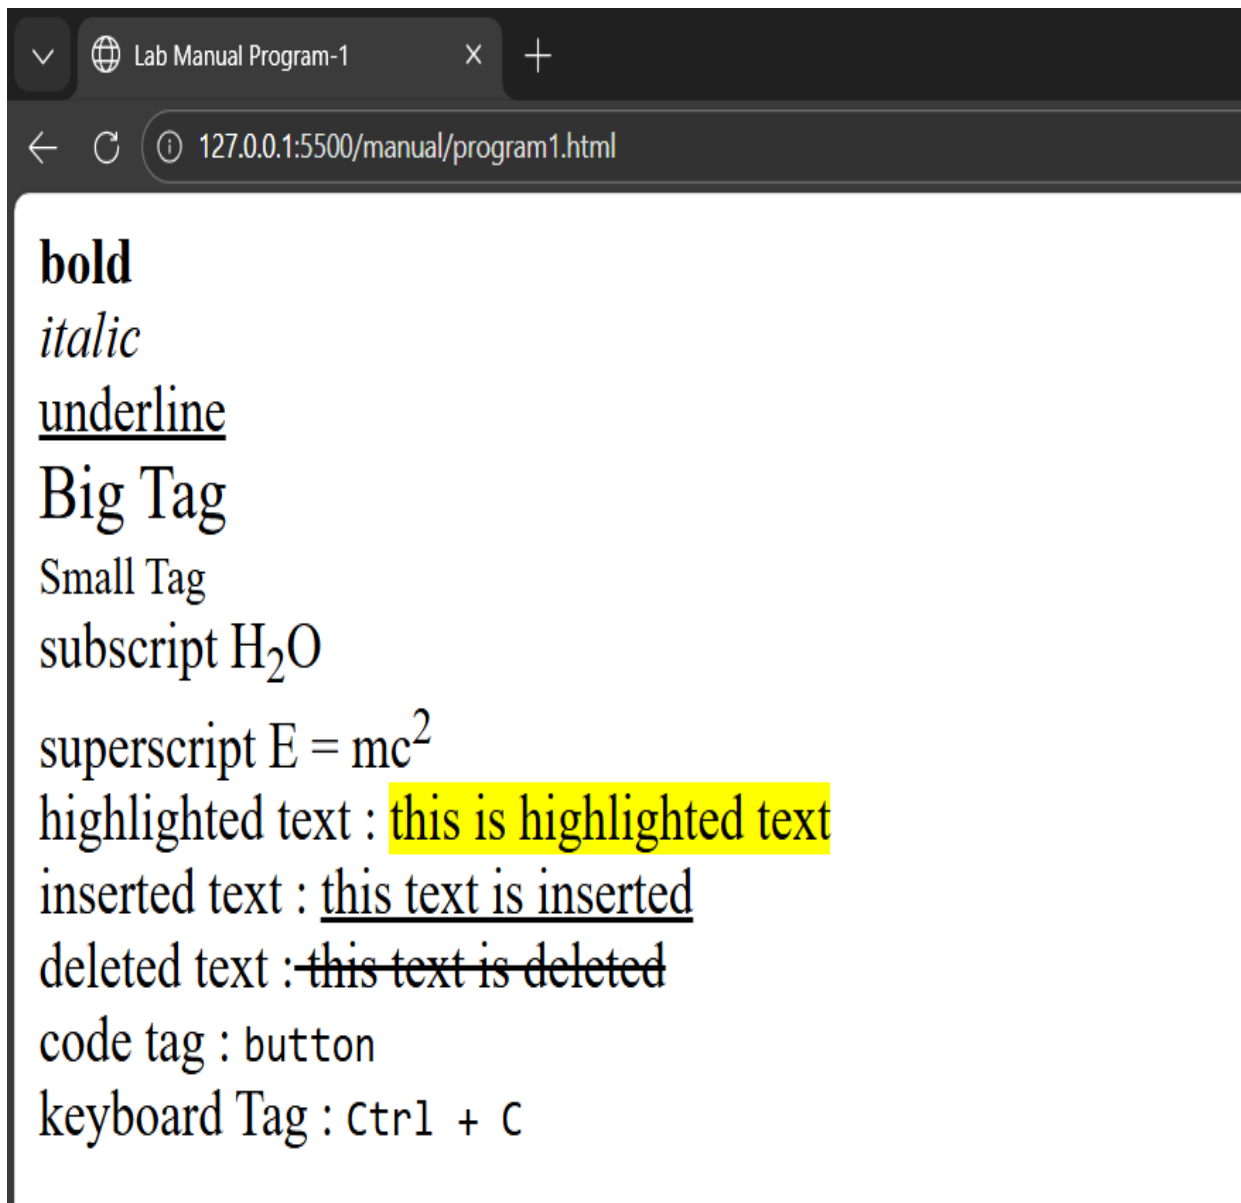 Lab Manual Program-1
127.0.0.1:5500/manual/program1.html
bold
italic
underline
Big Tag
Small Tag
subscript H₂O
superscript E = mc²
highlighted text : this is highlighted text
inserted text : this text is inserted
deleted text : this text is deleted
code tag : button
keyboard Tag : Ctrl + C